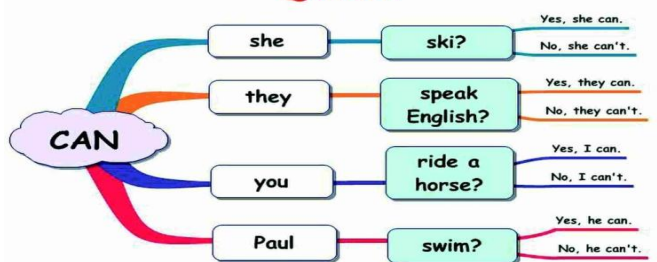 CAN
she
ski?
Yes, she can.
No, she can't.
they
speak
English?
Yes, they can.
No, they can't.
you
ride a
horse?
Yes, I can.
No, I can't.
Paul
swim?
Yes, he can.
No, he can't.